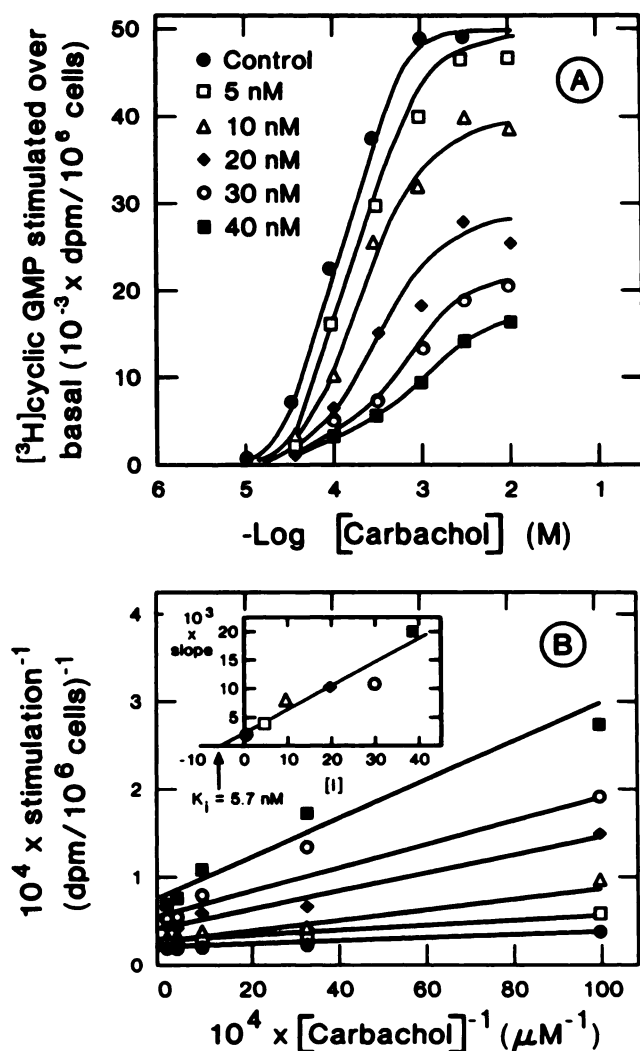 [³H]cyclic GMP stimulated over
basal (10⁻³ x dpm/10⁶ cells)
50
40
30
20
10
0
Control
5 nM
10 nM
20 nM
30 nM
40 nM
A
6 5 4 3 2 1
-Log [Carbachol] (M)
10⁴ x stimulation⁻¹
(dpm/10⁶ cells)⁻¹
4
3
2
1
0
10³
x
slope
20
15
10
5
-10 0 10 20 30 40
[I]
Kᵢ = 5.7 nM
B
0 20 40 60 80 100
10⁴ x [Carbachol]⁻¹ (μM⁻¹)